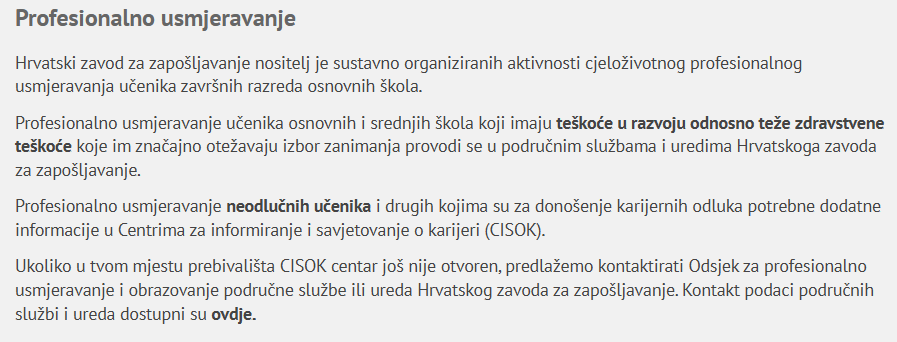 Profesionalno usmjeravanje
Hrvatski zavod za zapošljavanje nositelj je sustavno organiziranih aktivnosti cjeloživotnog profesionalnog
usmjeravanja učenika završnih razreda osnovnih škola.
Profesionalno usmjeravanje učenika osnovnih i srednjih škola koji imaju teškoće u razvoju odnosno teže zdravstvene
teškoće koje im značajno otežavaju izbor zanimanja provodi se u područnim službama i uredima Hrvatskoga zavoda
za zapošljavanje.
Profesionalno usmjeravanje neodlučnih učenika i drugih kojima su za donošenje karijernih odluka potrebne dodatne
informacije u Centrima za informiranje i savjetovanje o karijeri (CISOK).
Ukoliko u tvom mjestu prebivališta CISOK centar još nije otvoren, predlažemo kontaktirati Odsjek za profesionalno
usmjeravanje i obrazovanje područne službe ili ureda Hrvatskog zavoda za zapošljavanje. Kontakt podaci područnih
službi i ureda dostupni su ovdje.